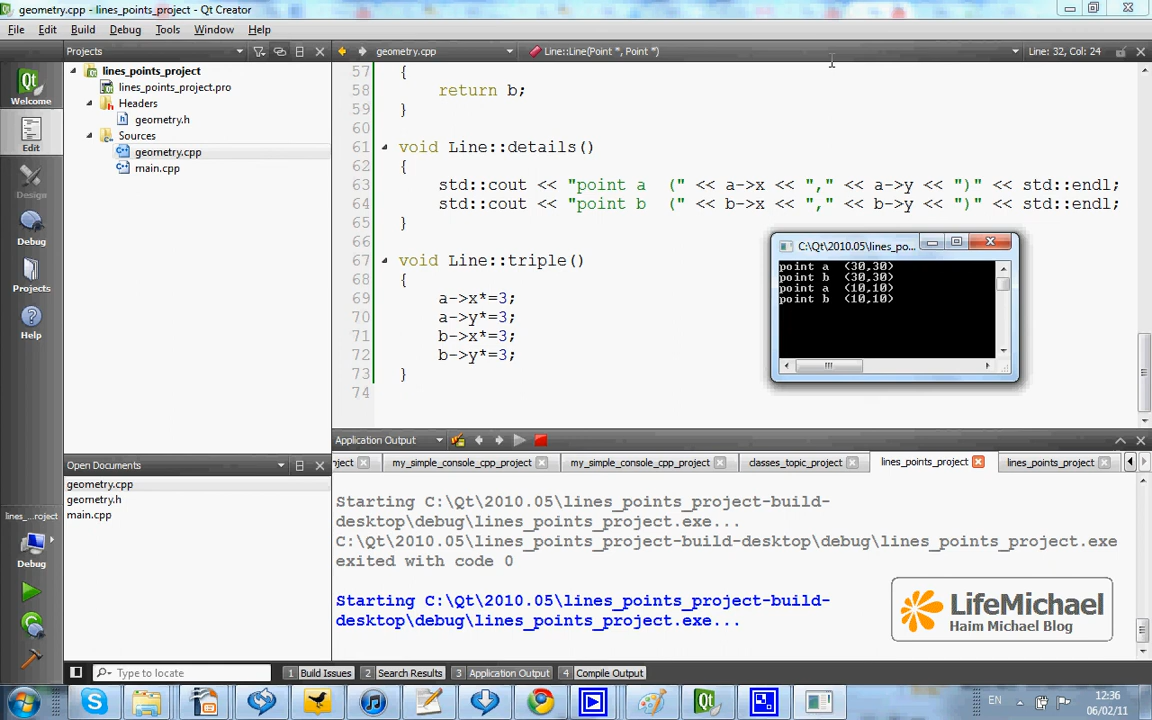 geometry.cpp - lines_points_project - Qt Creator
File Edit Build Debug Tools Window Help
Projects geometry.cpp Line::Line(Point *, Point *) Line: 32, Col: 24
Welcome
Edit
Design
Debug
Projects
Help
lines_points_project
lines_points_project.pro
Headers
geometry.h
Sources
geometry.cpp
main.cpp
57 {
58 return b;
59 }
60
61 void Line::details()
62 {
63 std::cout << "point a  (" << a->x << "," << a->y << ")" << std::endl;
64 std::cout << "point b  (" << b->x << "," << b->y << ")" << std::endl;
65 }
66
67 void Line::triple()
68 {
69 a->x*=3;
70 a->y*=3;
71 b->x*=3;
72 b->y*=3;
73 }
74
C:\Qt\2010.05\lines_po...
point a  (30,30)
point b  (30,30)
point a  (10,10)
point b  (10,10)
Open Documents
geometry.cpp
geometry.h
main.cpp
lines_...roject
Debug
Application Output
ject my_simple_console_cpp_project my_simple_console_cpp_project classes_topic_project lines_points_project lines_points_project
Starting C:\Qt\2010.05\lines_points_project-build-
desktop\debug\lines_points_project.exe...
C:\Qt\2010.05\lines_points_project-build-desktop\debug\lines_points_project.exe
exited with code 0
Starting C:\Qt\2010.05\lines_points_project-build-
desktop\debug\lines_points_project.exe...
LifeMichael
Haim Michael Blog
Type to locate 1 Build Issues 2 Search Results 3 Application Output 4 Compile Output
EN 12:36
06/02/11